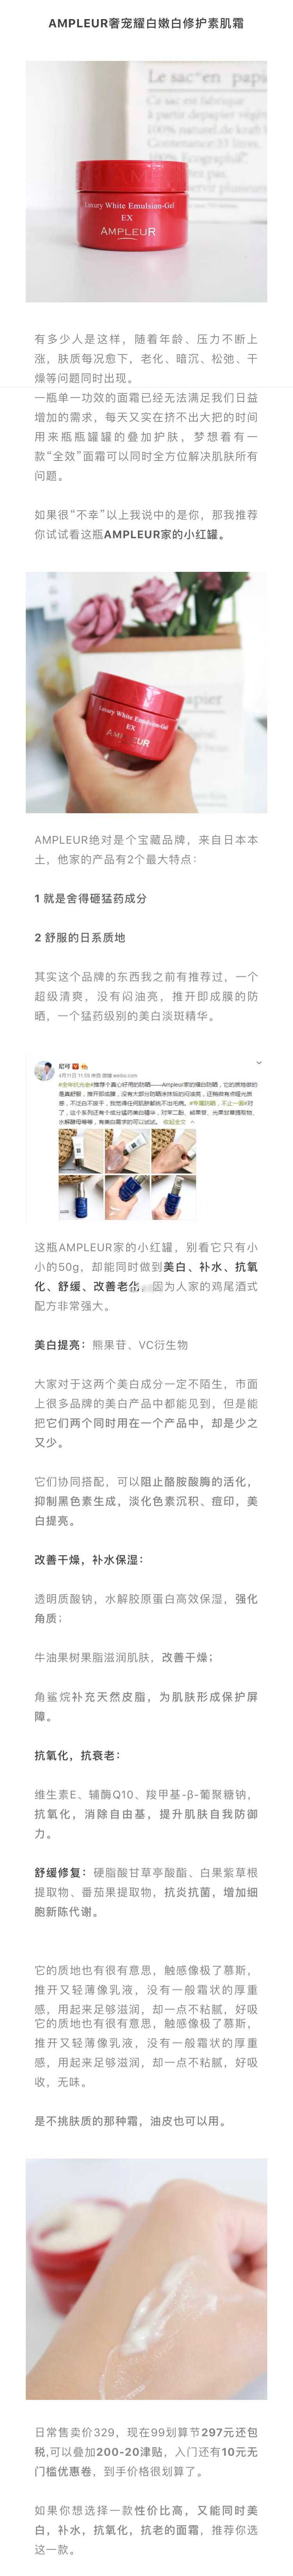 AMPLEUR奢宠耀白嫩白修护素肌霜
Le sac en papier
Ce sac est fabriqué
à partir
Luxury White Emulsion-Gel
EX
AMPLEUR
有多少人是这样，随着年龄、压力不断上
涨，肤质每况愈下，老化、暗沉、松弛、干
燥等问题同时出现。
一瓶单一功效的面霜已经无法满足我们日益
增加的需求，每天又实在挤不出大把的时间
用来瓶瓶罐罐的叠加护肤，梦想着有一
款“全效”面霜可以同时全方位解决肌肤所有
问题。
如果很“不幸”以上我说中的是你，那我推荐
你试试看这瓶AMPLEUR家的小红罐。
Luxury White Emulsion-Gel
EX
AMPLEUR
AMPLEUR绝对是个宝藏品牌，来自日本本
土，他家的产品有2个最大特点：
1 就是舍得砸猛药成分
2 舒服的日系质地
其实这个品牌的东西我之前有推荐过，一个
超级清爽，没有闷油亮，推开即成膜的防
晒，一个猛药级别的美白淡斑精华。
这瓶AMPLEUR家的小红罐，别看它只有小
小的50g，却能同时做到美白、补水、抗氧
化、舒缓、改善老化。因为人家的鸡尾酒式
配方非常强大。
美白提亮：熊果苷、VC衍生物
大家对于这两个美白成分一定不陌生，市面
上很多品牌的美白产品中都能见到，但是能
把它们两个同时用在一个产品中，却是少之
又少。
它们协同搭配，可以阻止酪胺酸酶的活化，
抑制黑色素生成，淡化色素沉积、痘印，美
白提亮。
改善干燥，补水保湿：
透明质酸钠，水解胶原蛋白高效保湿，强化
角质；
牛油果树果脂滋润肌肤，改善干燥；
角鲨烷补充天然皮脂，为肌肤形成保护屏
障。
抗氧化，抗衰老：
维生素E、辅酶Q10、羧甲基-β-葡聚糖钠，
抗氧化，消除自由基，提升肌肤自我防御
力。
舒缓修复：硬脂酸甘草亭酸酯、白果紫草根
提取物、番茄果提取物，抗炎抗菌，增加细
胞新陈代谢。
它的质地也有很有意思，触感像极了慕斯，
推开又轻薄像乳液，没有一般霜状的厚重
感，用起来足够滋润，却一点不粘腻，好吸
它的质地也有很有意思，触感像极了慕斯，
推开又轻薄像乳液，没有一般霜状的厚重
感，用起来足够滋润，却一点不粘腻，好吸
收，无味。
是不挑肤质的那种霜，油皮也可以用。
日常售卖价329，现在99划算节297元还包
税,可以叠加200-20津贴，入门还有10元无
门槛优惠卷，到手价格很划算了。
如果你想选择一款性价比高，又能同时美
白，补水，抗氧化，抗老的面霜，推荐你选
这一款。